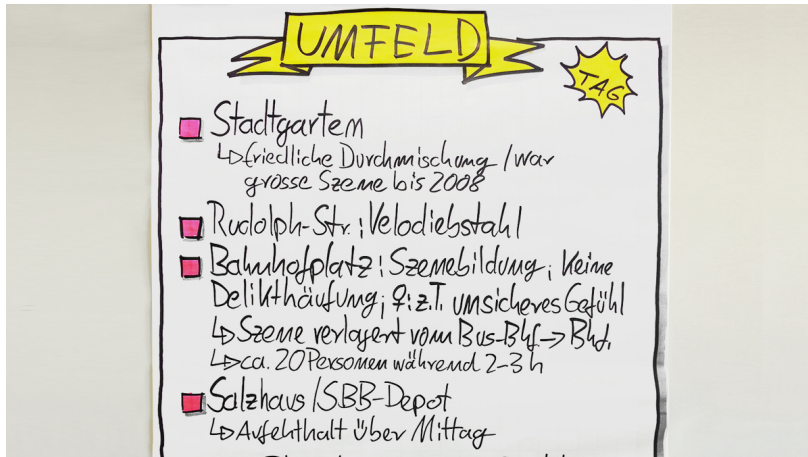 UMFELD
TAG
Stadtgarten
↳ friedliche Durchmischung / war
grosse Szene bis 2008
Rudolph-Str.: Velodiebstahl
Bahnhofplatz: Szenebildung, Keine
Delikthäufung; ♀: z.T. unsicheres Gefühl
↳ Szene verlagert vom Bus-Bhf → Bhf.
↳ ca. 20 Personen während 2-3 h
Salzhaus / SBB-Depot
↳ Aufehthalt über Mittag